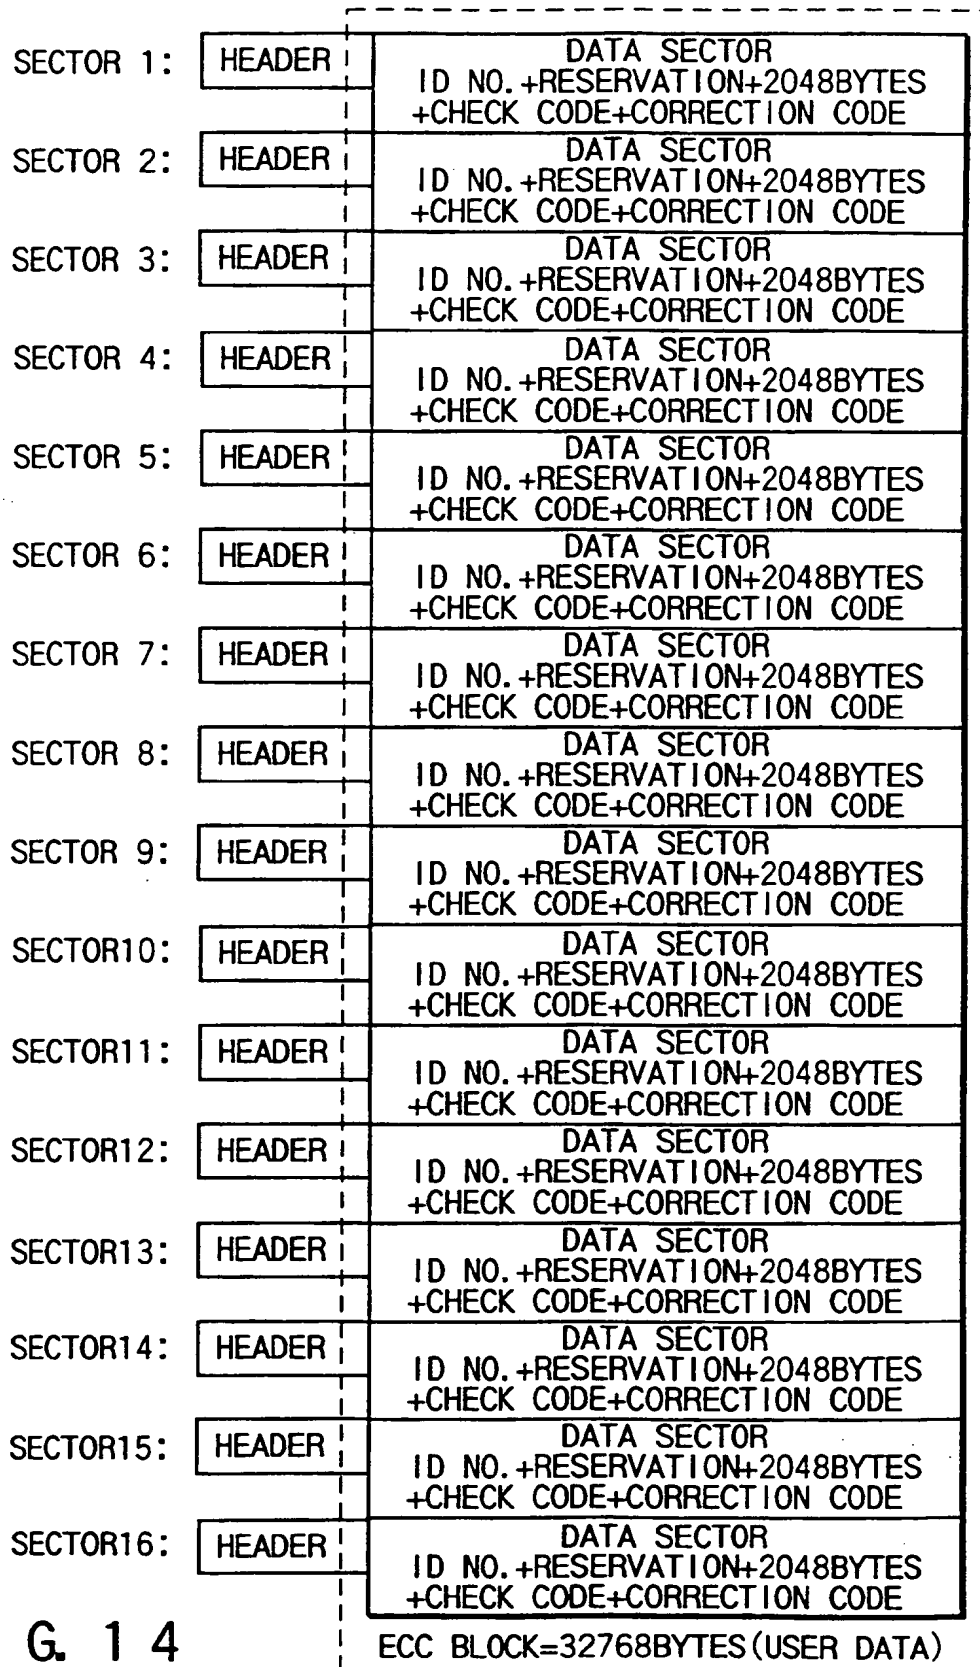 SECTOR 1: HEADER DATA SECTOR
ID NO.+RESERVATION+2048BYTES
+CHECK CODE+CORRECTION CODE
SECTOR 2: HEADER DATA SECTOR
ID NO.+RESERVATION+2048BYTES
+CHECK CODE+CORRECTION CODE
SECTOR 3: HEADER DATA SECTOR
ID NO.+RESERVATION+2048BYTES
+CHECK CODE+CORRECTION CODE
SECTOR 4: HEADER DATA SECTOR
ID NO.+RESERVATION+2048BYTES
+CHECK CODE+CORRECTION CODE
SECTOR 5: HEADER DATA SECTOR
ID NO.+RESERVATION+2048BYTES
+CHECK CODE+CORRECTION CODE
SECTOR 6: HEADER DATA SECTOR
ID NO.+RESERVATION+2048BYTES
+CHECK CODE+CORRECTION CODE
SECTOR 7: HEADER DATA SECTOR
ID NO.+RESERVATION+2048BYTES
+CHECK CODE+CORRECTION CODE
SECTOR 8: HEADER DATA SECTOR
ID NO.+RESERVATION+2048BYTES
+CHECK CODE+CORRECTION CODE
SECTOR 9: HEADER DATA SECTOR
ID NO.+RESERVATION+2048BYTES
+CHECK CODE+CORRECTION CODE
SECTOR10: HEADER DATA SECTOR
ID NO.+RESERVATION+2048BYTES
+CHECK CODE+CORRECTION CODE
SECTOR11: HEADER DATA SECTOR
ID NO.+RESERVATION+2048BYTES
+CHECK CODE+CORRECTION CODE
SECTOR12: HEADER DATA SECTOR
ID NO.+RESERVATION+2048BYTES
+CHECK CODE+CORRECTION CODE
SECTOR13: HEADER DATA SECTOR
ID NO.+RESERVATION+2048BYTES
+CHECK CODE+CORRECTION CODE
SECTOR14: HEADER DATA SECTOR
ID NO.+RESERVATION+2048BYTES
+CHECK CODE+CORRECTION CODE
SECTOR15: HEADER DATA SECTOR
ID NO.+RESERVATION+2048BYTES
+CHECK CODE+CORRECTION CODE
SECTOR16: HEADER DATA SECTOR
ID NO.+RESERVATION+2048BYTES
+CHECK CODE+CORRECTION CODE
G. 14 ECC BLOCK=32768BYTES(USER DATA)